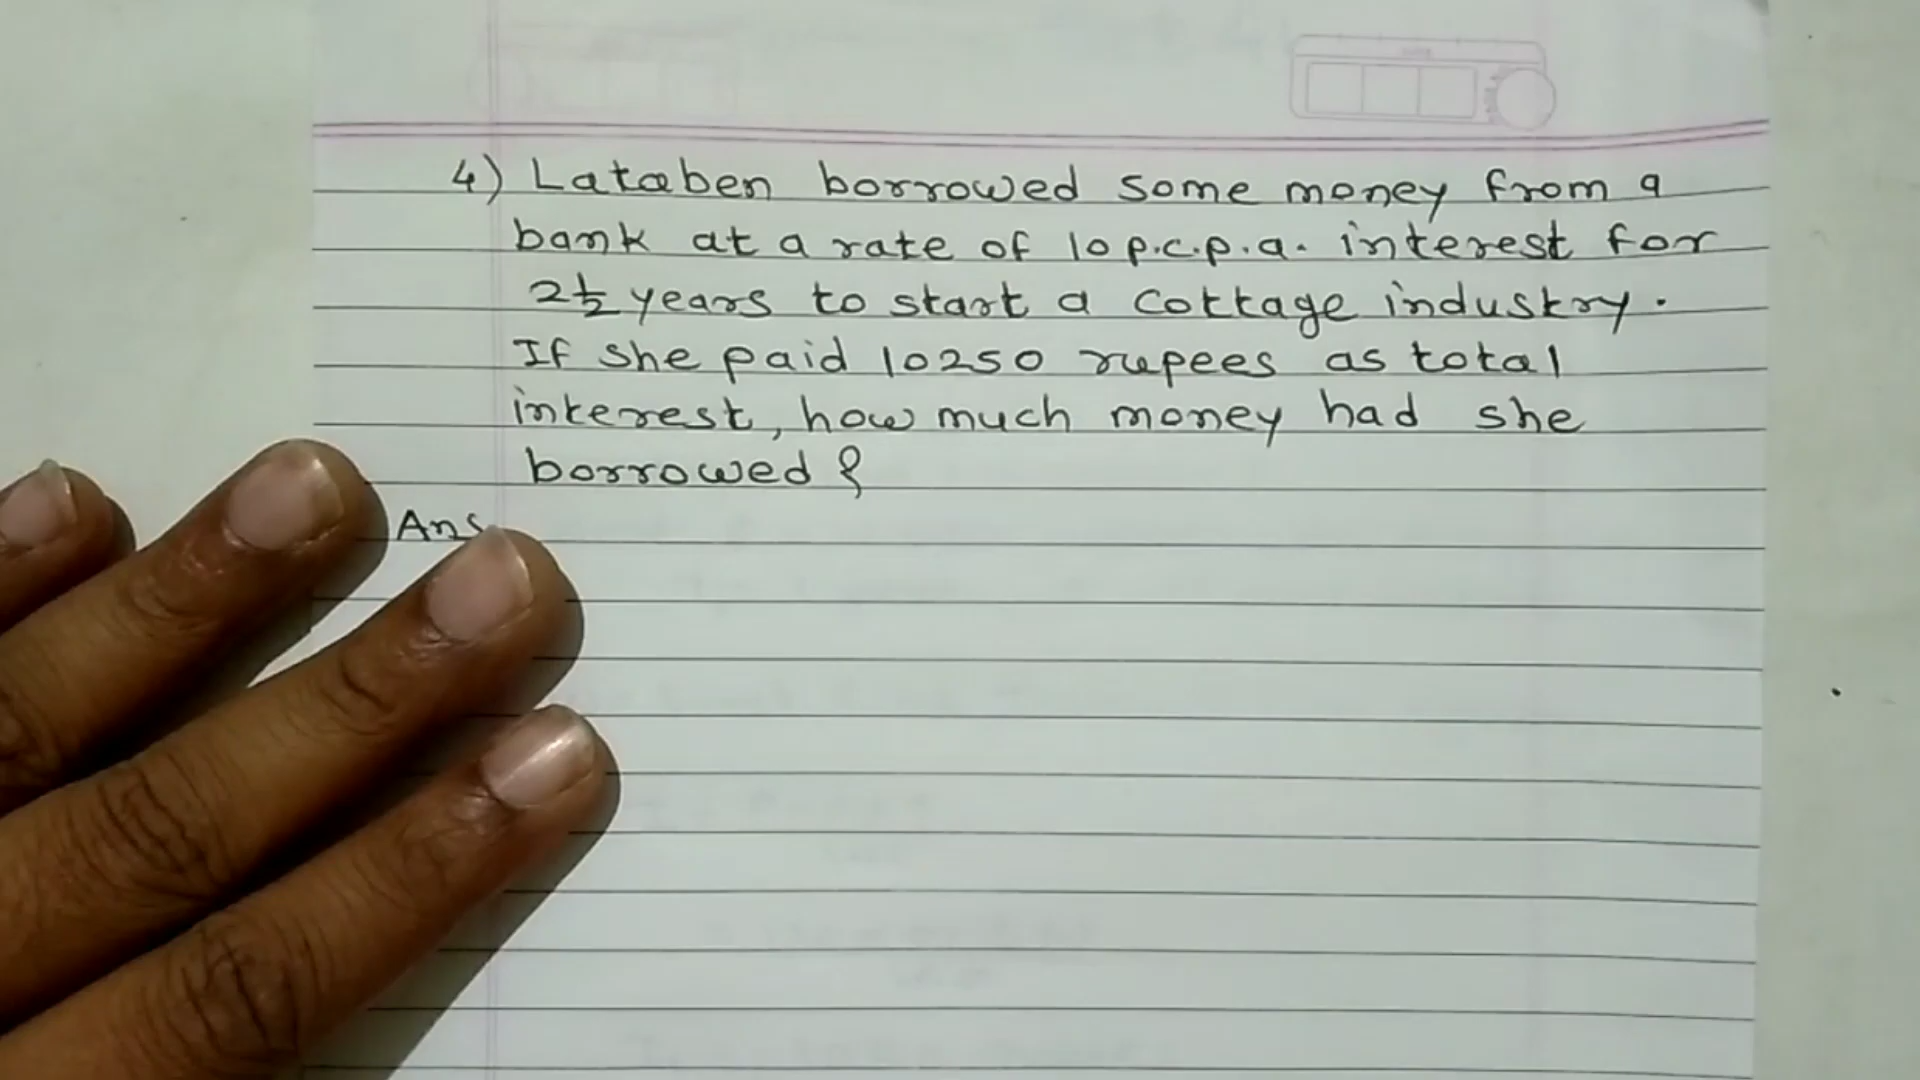 4) Lataben borrowed some money from a
bank at a rate of 10 p.c.p.a. interest for
2½ years to start a cottage industry.
If she paid 10250 rupees as total
interest, how much money had she
borrowed ?
Ans